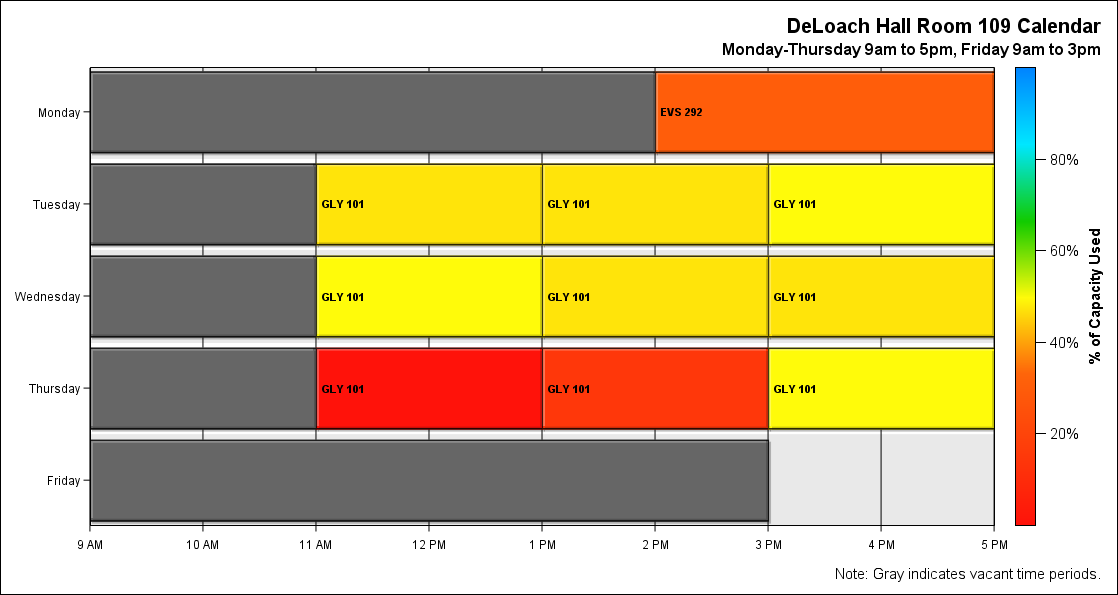 DeLoach Hall Room 109 Calendar
Monday-Thursday 9am to 5pm, Friday 9am to 3pm
Monday
EVS 292
80%
Tuesday
GLY 101
GLY 101
GLY 101
60%
% of Capacity Used
Wednesday
GLY 101
GLY 101
GLY 101
40%
Thursday
GLY 101
GLY 101
GLY 101
20%
Friday
9 AM
10 AM
11 AM
12 PM
1 PM
2 PM
3 PM
4 PM
5 PM
Note: Gray indicates vacant time periods.